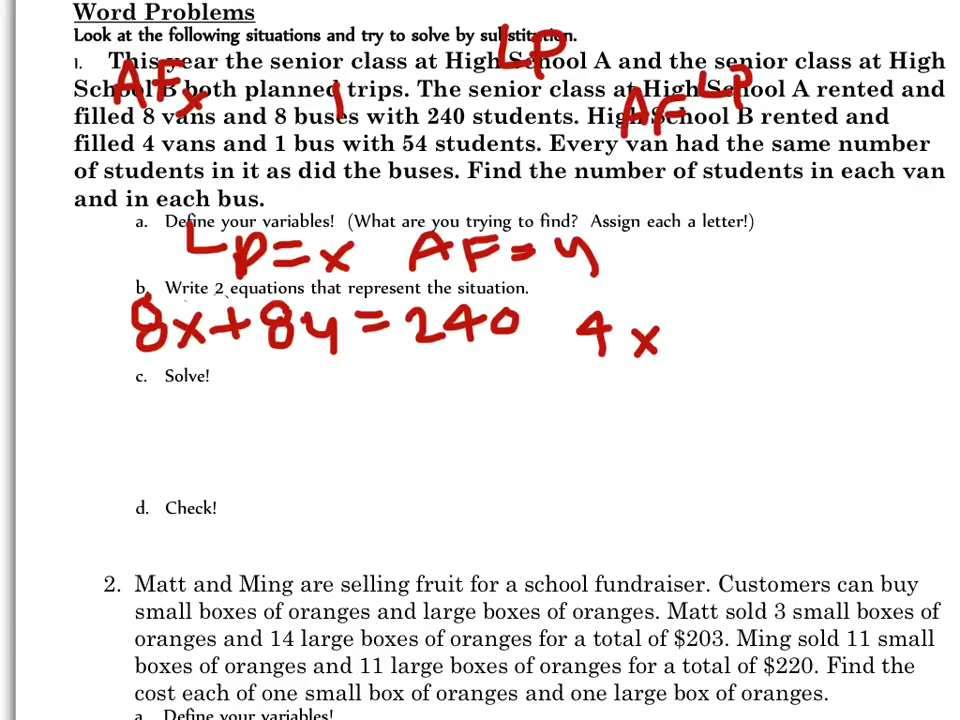 Word Problems
Look at the following situations and try to solve by substitution.
1. This year the senior class at High School A and the senior class at High
School B both planned trips. The senior class at High School A rented and
filled 8 vans and 8 buses with 240 students. High School B rented and
filled 4 vans and 1 bus with 54 students. Every van had the same number
of students in it as did the buses. Find the number of students in each van
and in each bus.
LP
AF x 1 AF LP
a. Define your variables! (What are you trying to find? Assign each a letter!)
LP = x AF = y
b. Write 2 equations that represent the situation.
8x + 8y = 240 4x
c. Solve!
d. Check!
2. Matt and Ming are selling fruit for a school fundraiser. Customers can buy
small boxes of oranges and large boxes of oranges. Matt sold 3 small boxes of
oranges and 14 large boxes of oranges for a total of $203. Ming sold 11 small
boxes of oranges and 11 large boxes of oranges for a total of $220. Find the
cost each of one small box of oranges and one large box of oranges.
a. Define your variables!